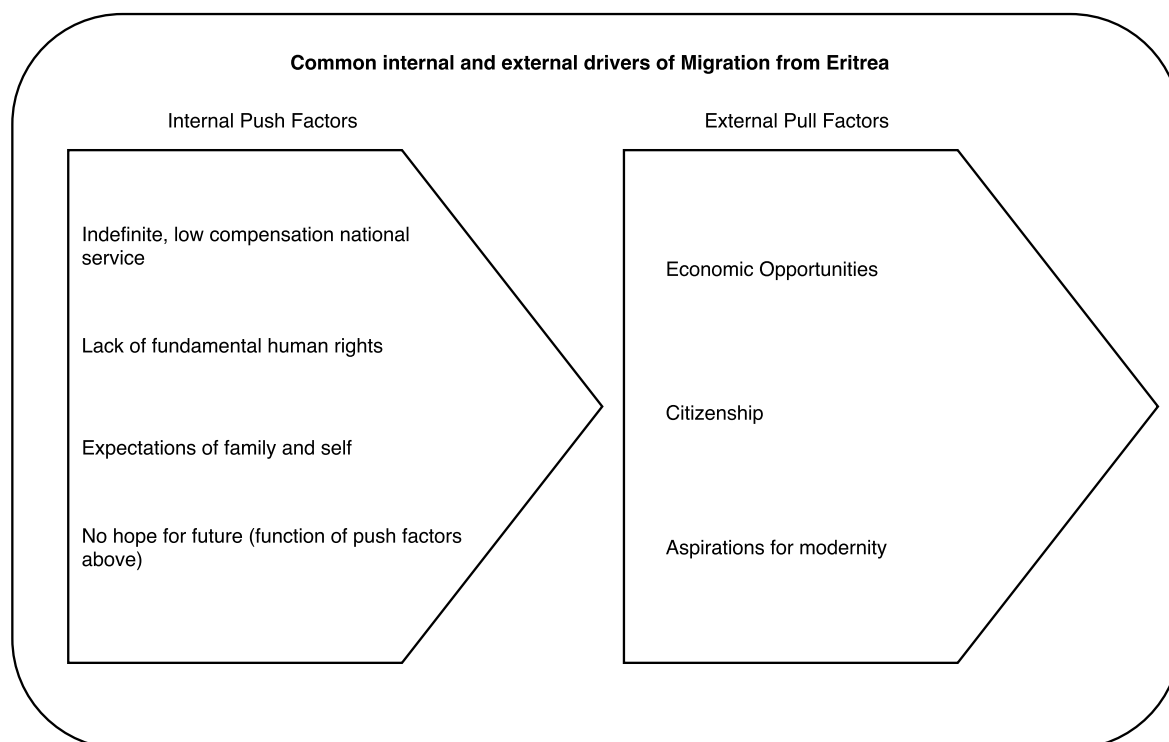 Common internal and external drivers of Migration from Eritrea
Internal Push Factors
Indefinite, low compensation national
service
Lack of fundamental human rights
Expectations of family and self
No hope for future (function of push factors
above)
External Pull Factors
Economic Opportunities
Citizenship
Aspirations for modernity